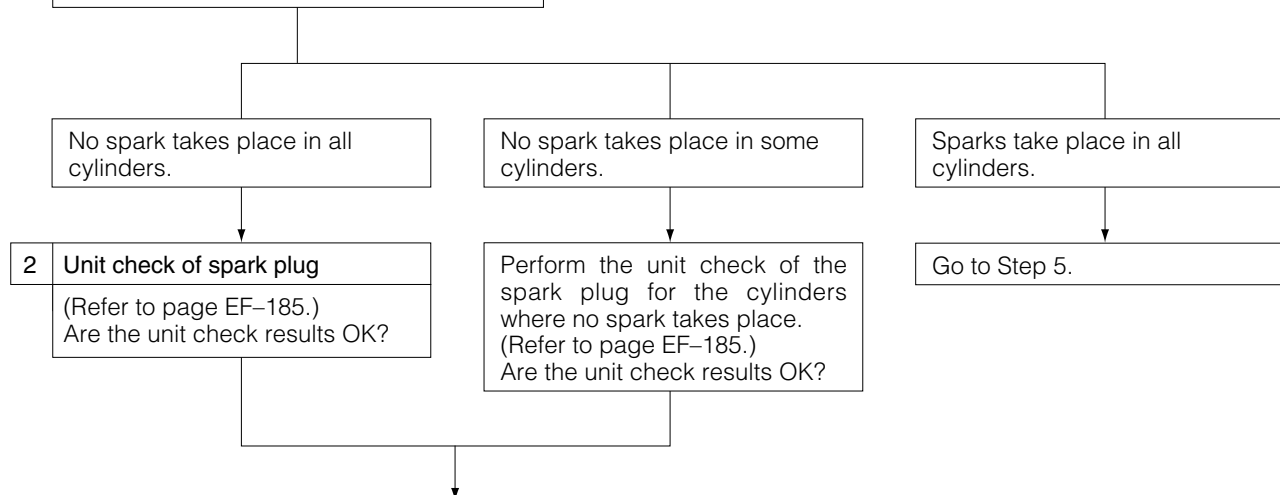 No spark takes place in all
cylinders.
No spark takes place in some
cylinders.
Sparks take place in all
cylinders.
2 Unit check of spark plug
(Refer to page EF–185.)
Are the unit check results OK?
Perform the unit check of the
spark plug for the cylinders
where no spark takes place.
(Refer to page EF–185.)
Are the unit check results OK?
Go to Step 5.